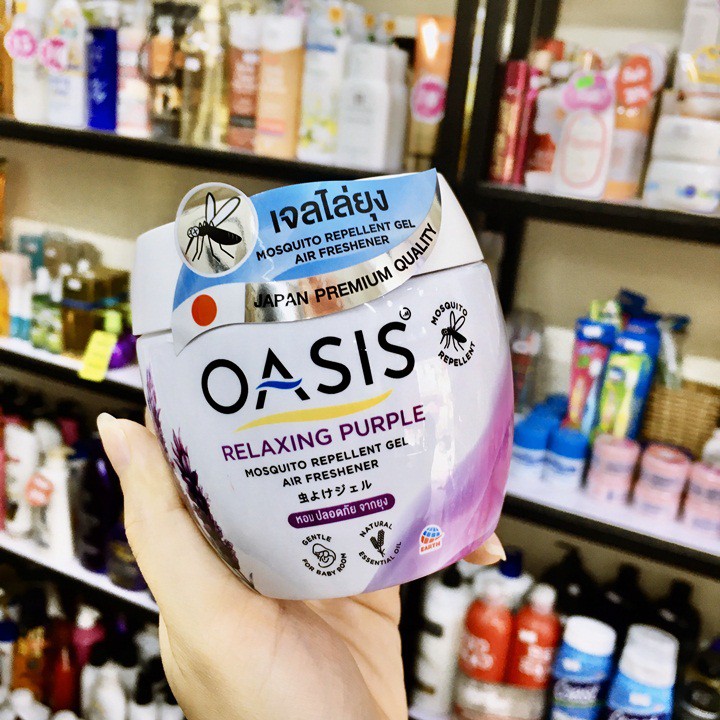 เจลไล่ยุง
MOSQUITO REPELLENT GEL
AIR FRESHENER
JAPAN PREMIUM QUALITY
OASIS
MOSQUITO
REPELLENT
RELAXING PURPLE
MOSQUITO REPELLENT GEL
AIR FRESHENER
虫よけジェル
หอม ปลอดภัย จากยุง
GENTLE
FOR BABY ROOM
NATURAL
ESSENTIAL OIL
EARTH